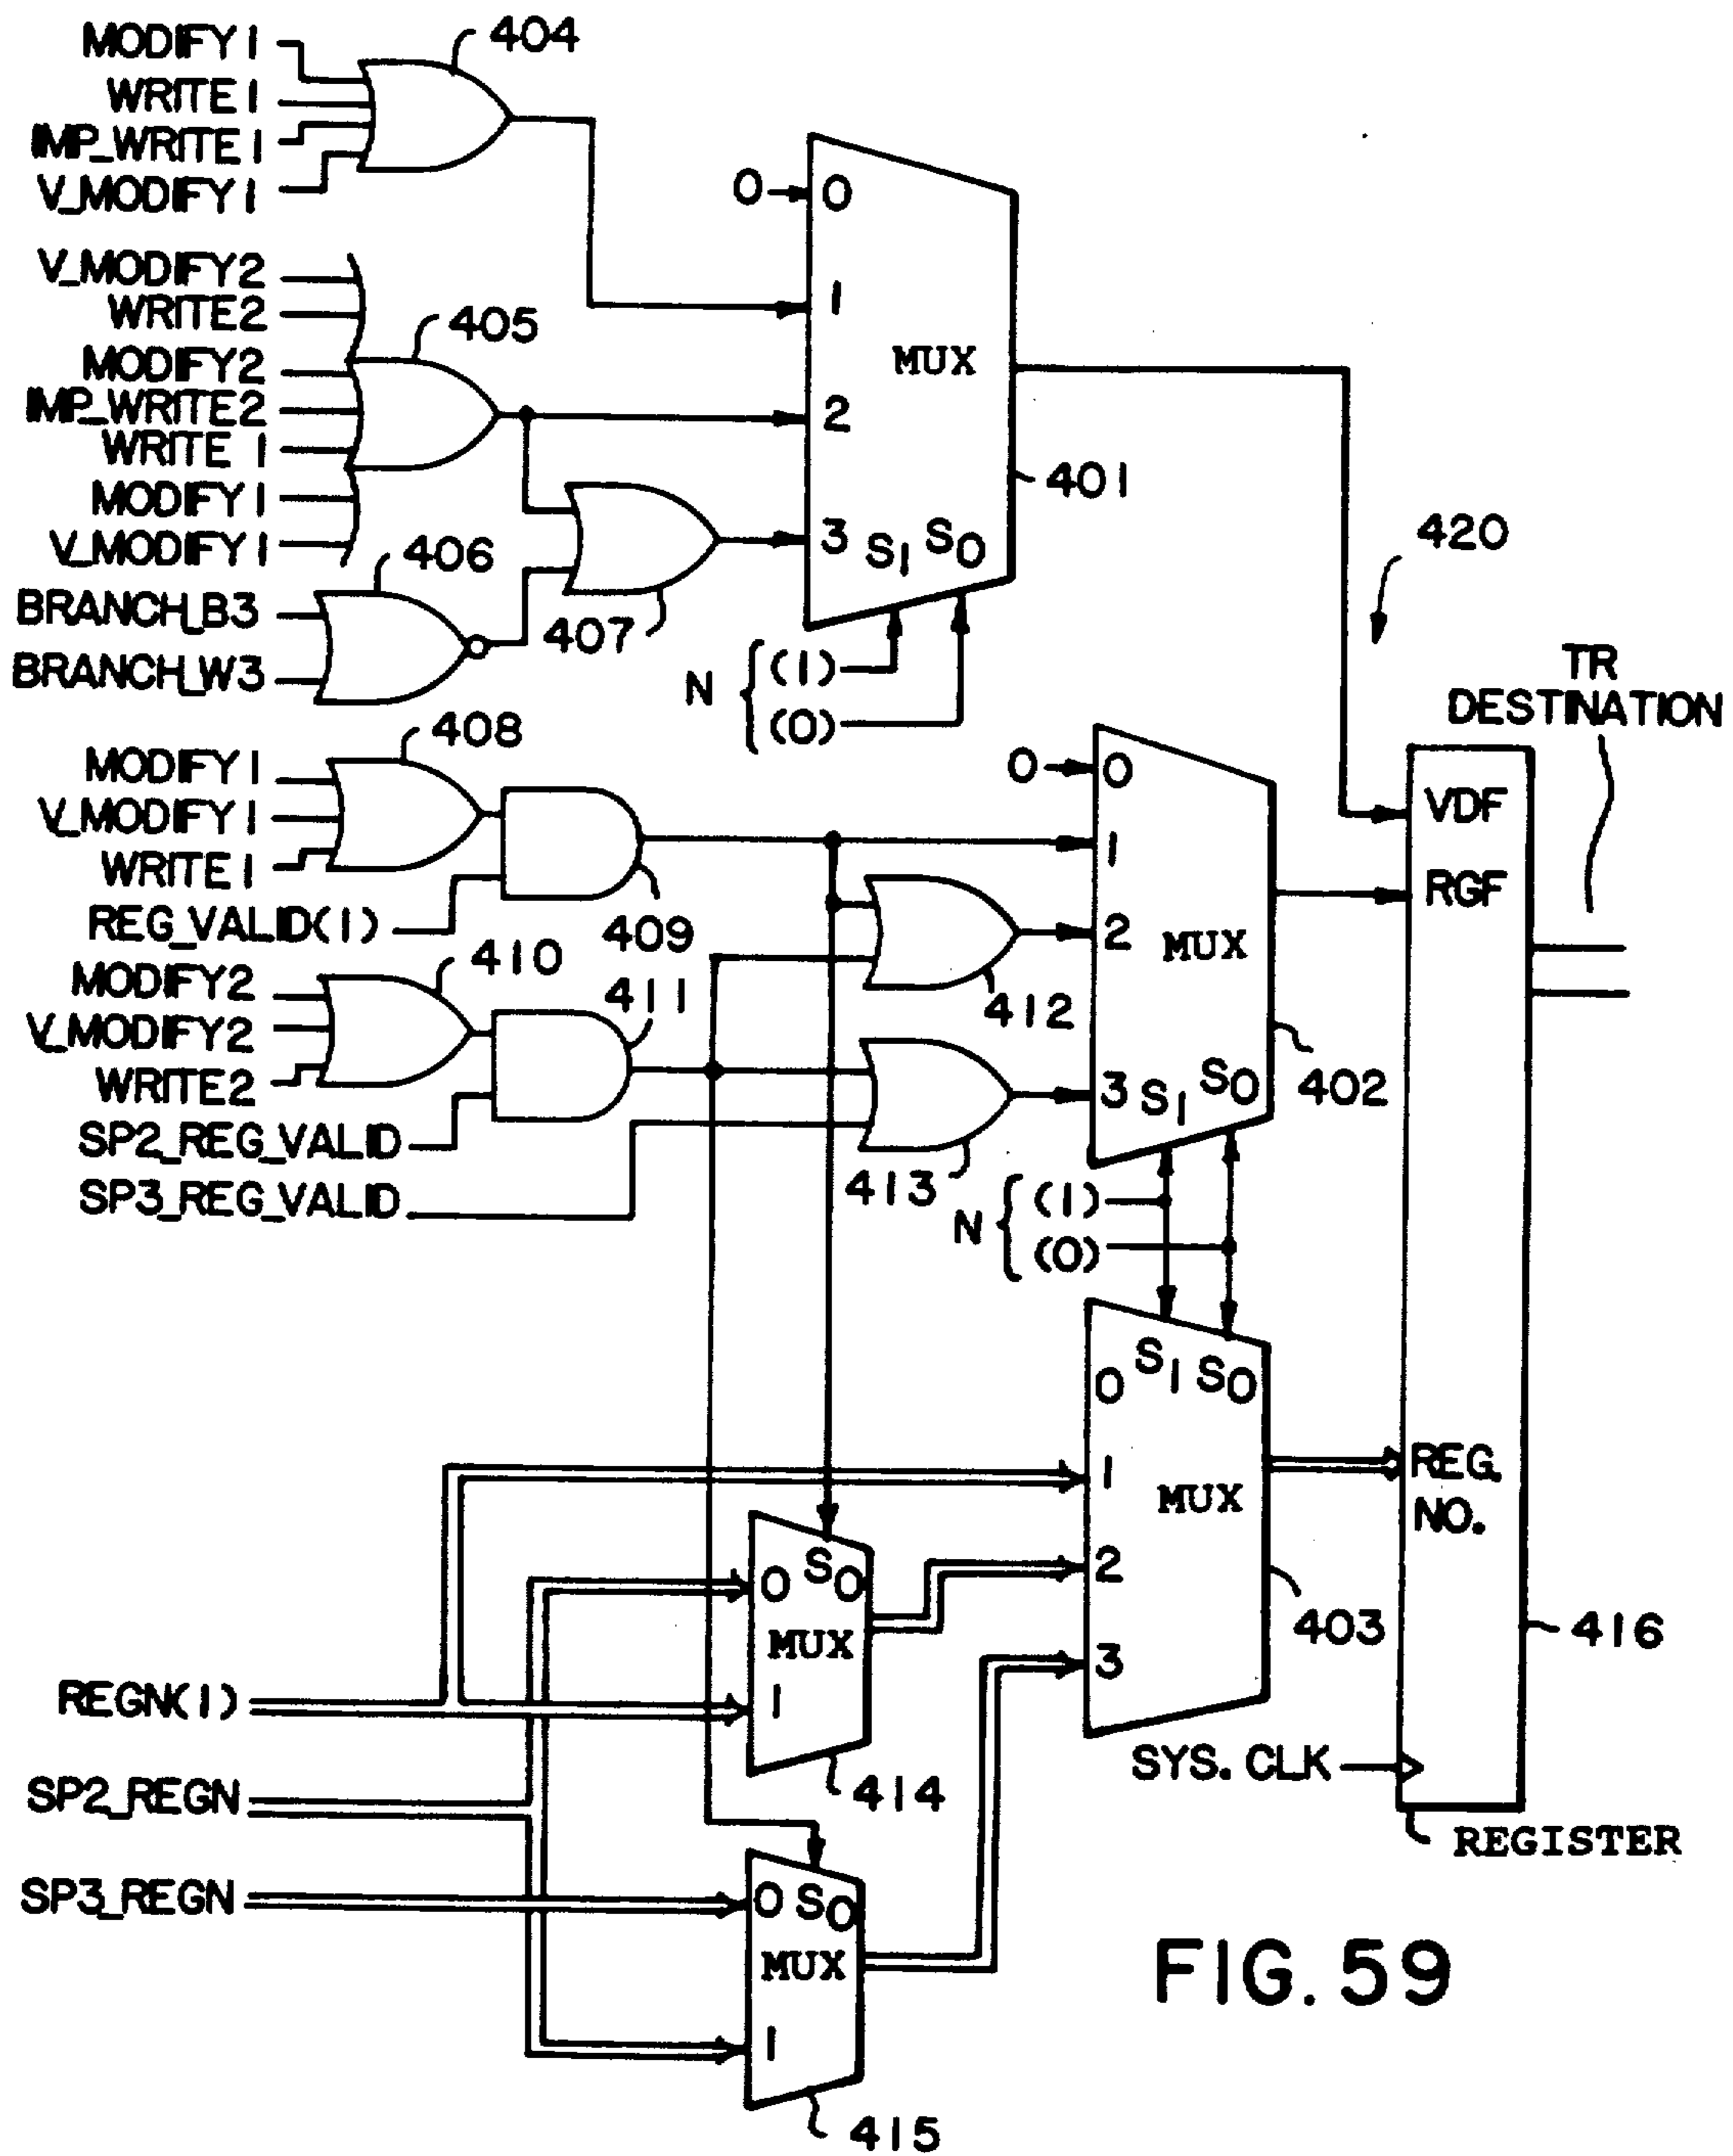 MODIFY1
404
WRITE1
IMP_WRITE1
V_MODIFY1
0
0
V_MODIFY2
WRITE2
405
1
MODIFY2
MUX
IMP_WRITE2
2
WRITE 1
401
MODIFY1
V_MODIFY1
3 S1 S0
420
406
BRANCH_B3
407
BRANCH_W3
N { (1)
(0)
TR
DESTINATION
408
MODIFY1
0
0
V_MODIFY1
VDF
WRITE1
1
RGF
REG_VALID(1)
409
2
MUX
410
MODIFY2
411
412
V_MODIFY2
WRITE2
3 S1 S0
402
SP2_REG_VALID
SP3_REG_VALID
413
N { (1)
(0)
S1 S0
0
1
REG.
NO.
MUX
0 S0
2
MUX
403
416
3
REGN(1)
1
SYS. CLK
SP2_REGN
414
REGISTER
SP3_REGN
0 S0
MUX
1
415
FIG. 59